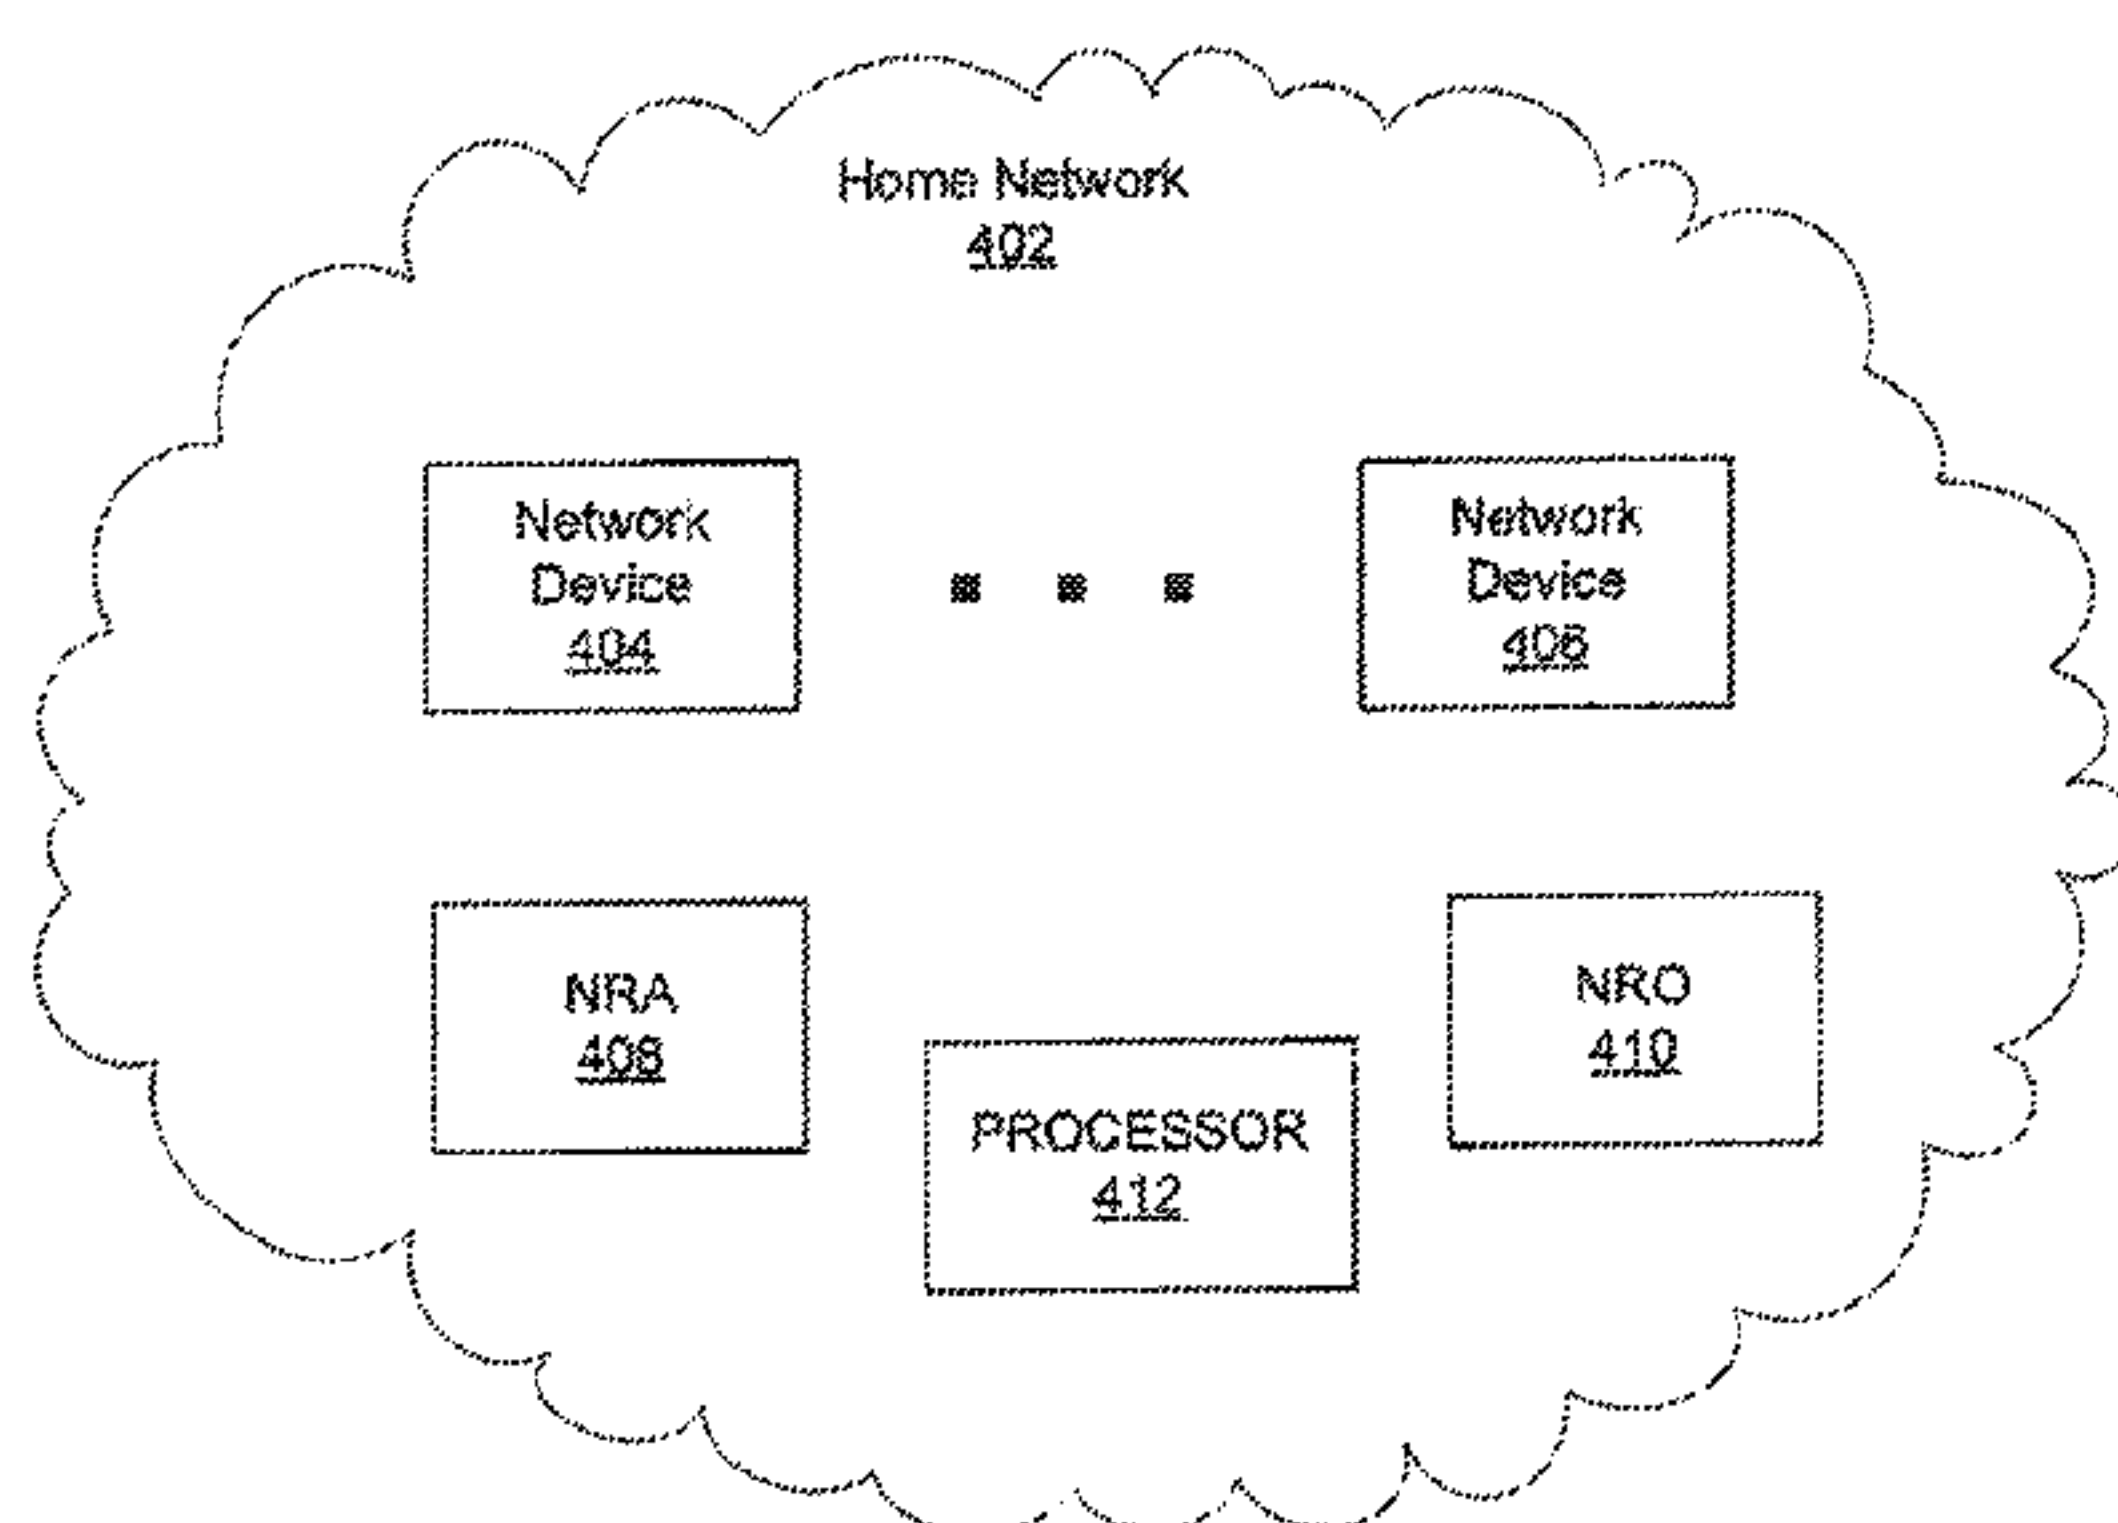 Home Network
402
Network
Device
404
Network
Device
406
NRA
408
NRO
410
PROCESSOR
412